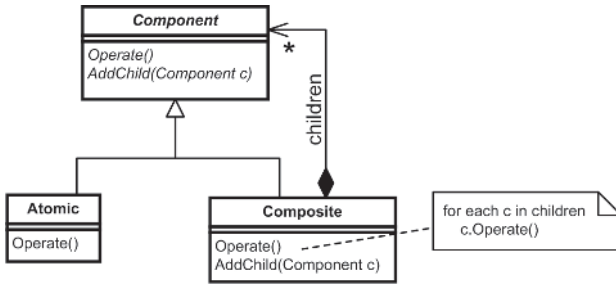 Component
Operate()
AddChild(Component c)
*
children
Atomic
Operate()
Composite
Operate()
AddChild(Component c)
for each c in children
c.Operate()